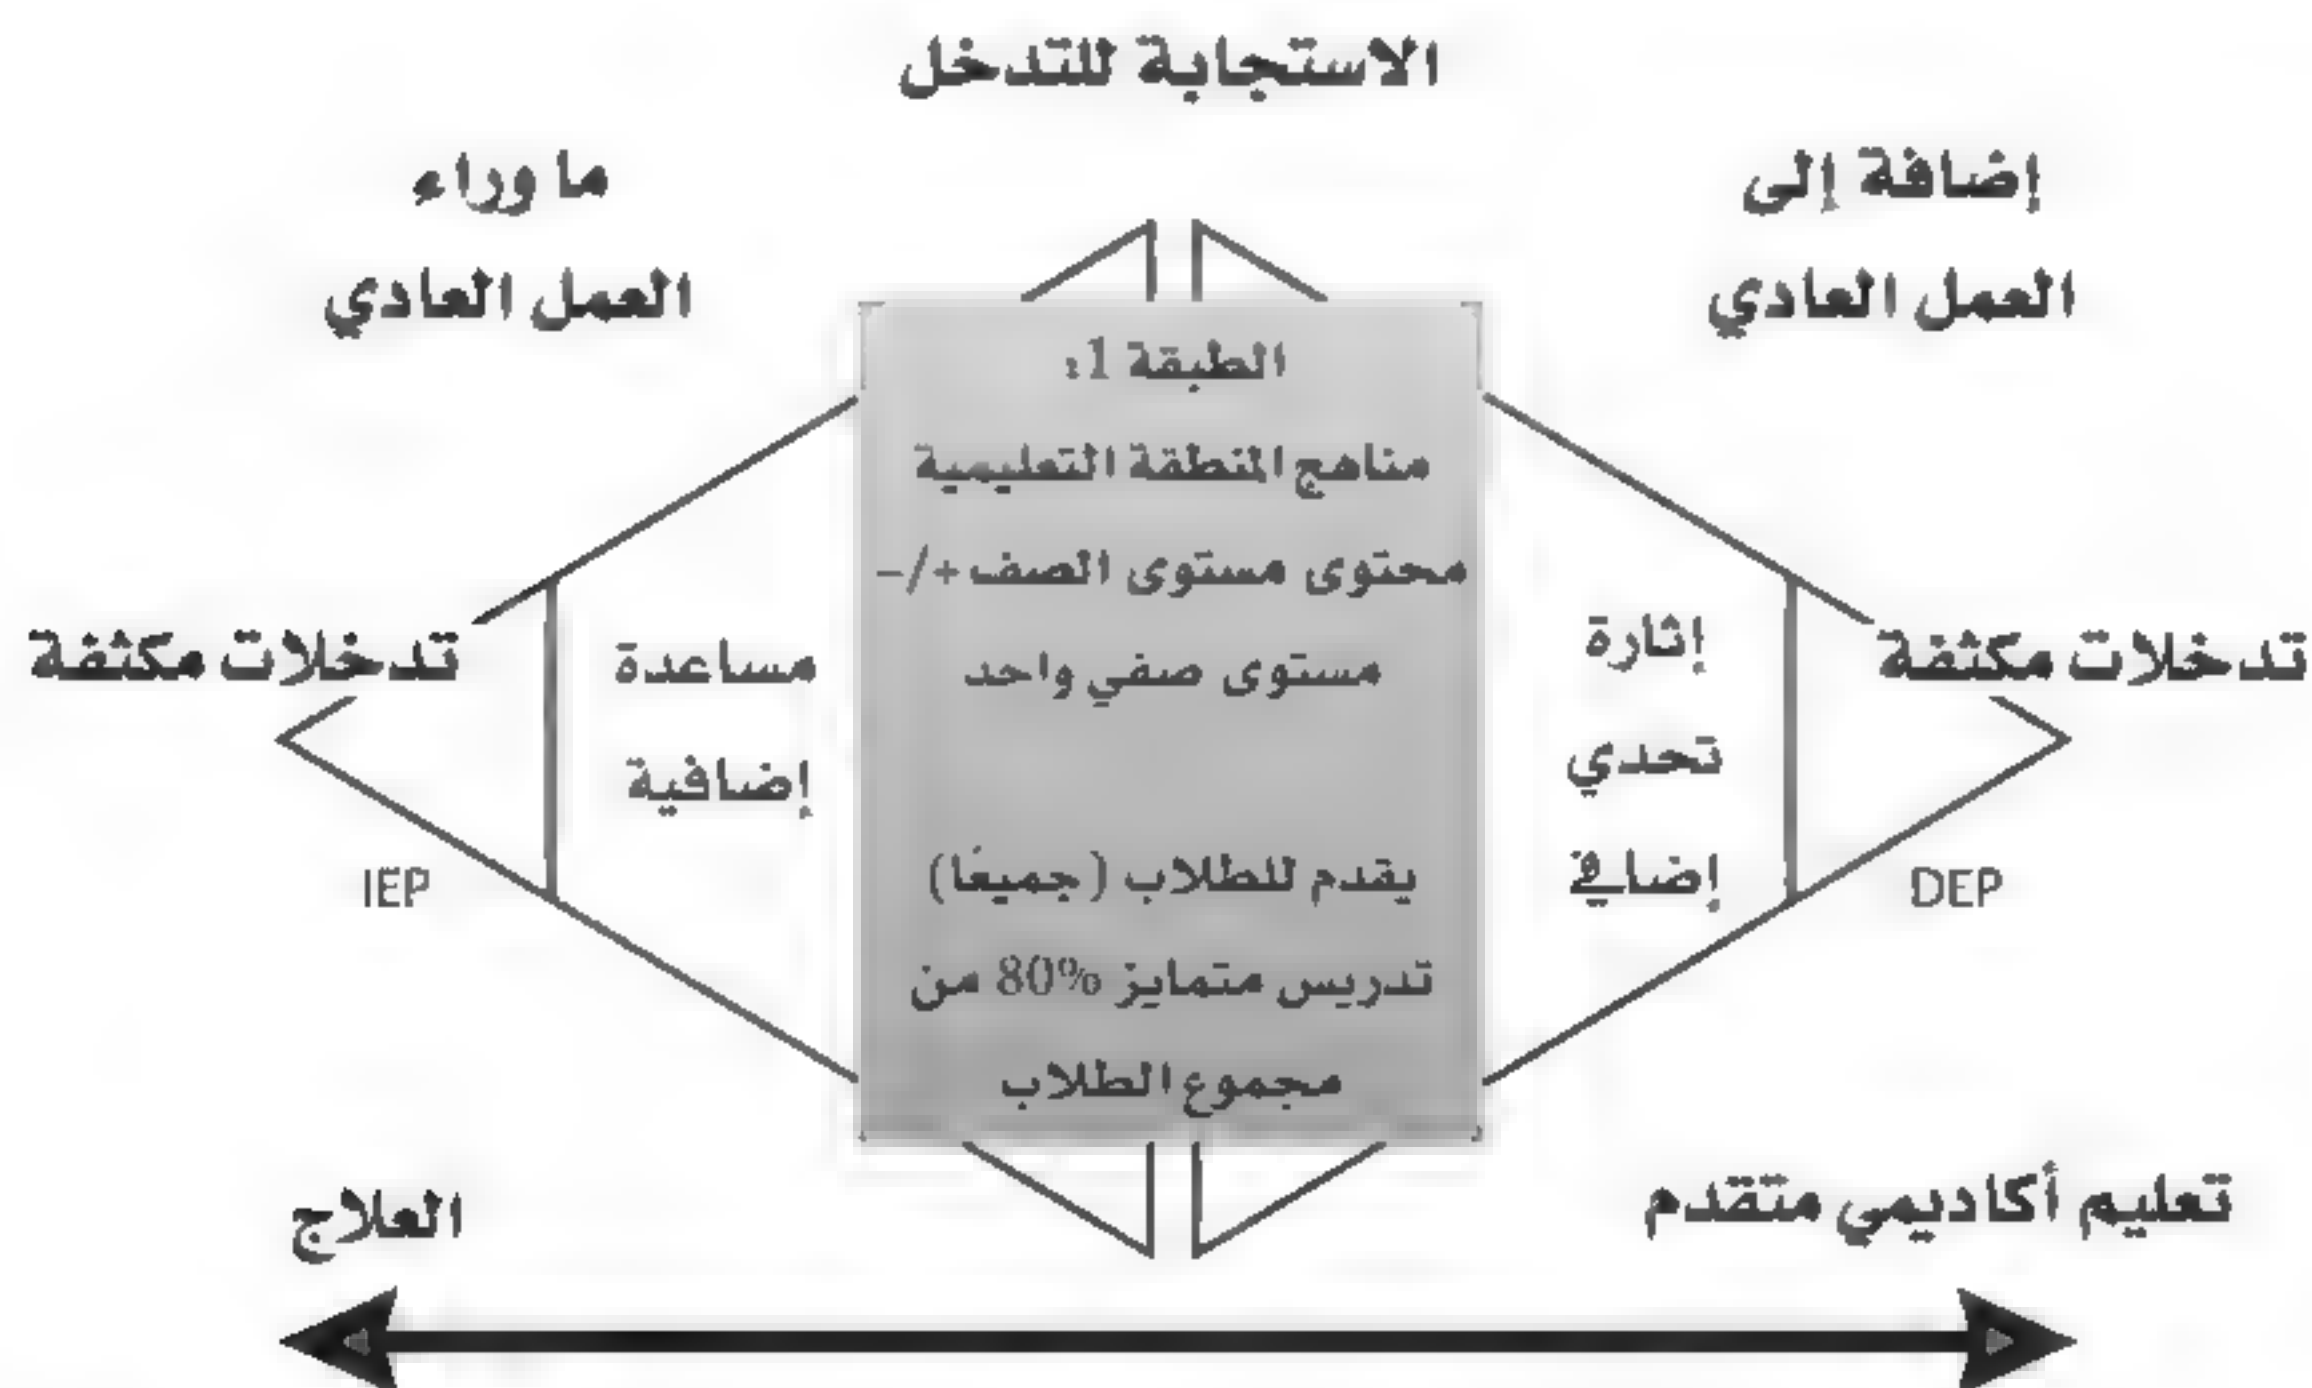 الاستجابة للتدخل
إضافة إلى
العمل العادي
ما وراء
العمل العادي
الطبقة 1:
مناهج المنطقة التعليمية
محتوى مستوى الصف +/-
مستوى صفي واحد
يقدم للطلاب (جميعًا)
تدريس متمايز 80% من
مجموع الطلاب
تدخلات مكثفة
إثارة
تحدي
إضافي
DEP
مساعدة
إضافية
تدخلات مكثفة
IEP
تعليم أكاديمي متقدم
العلاج